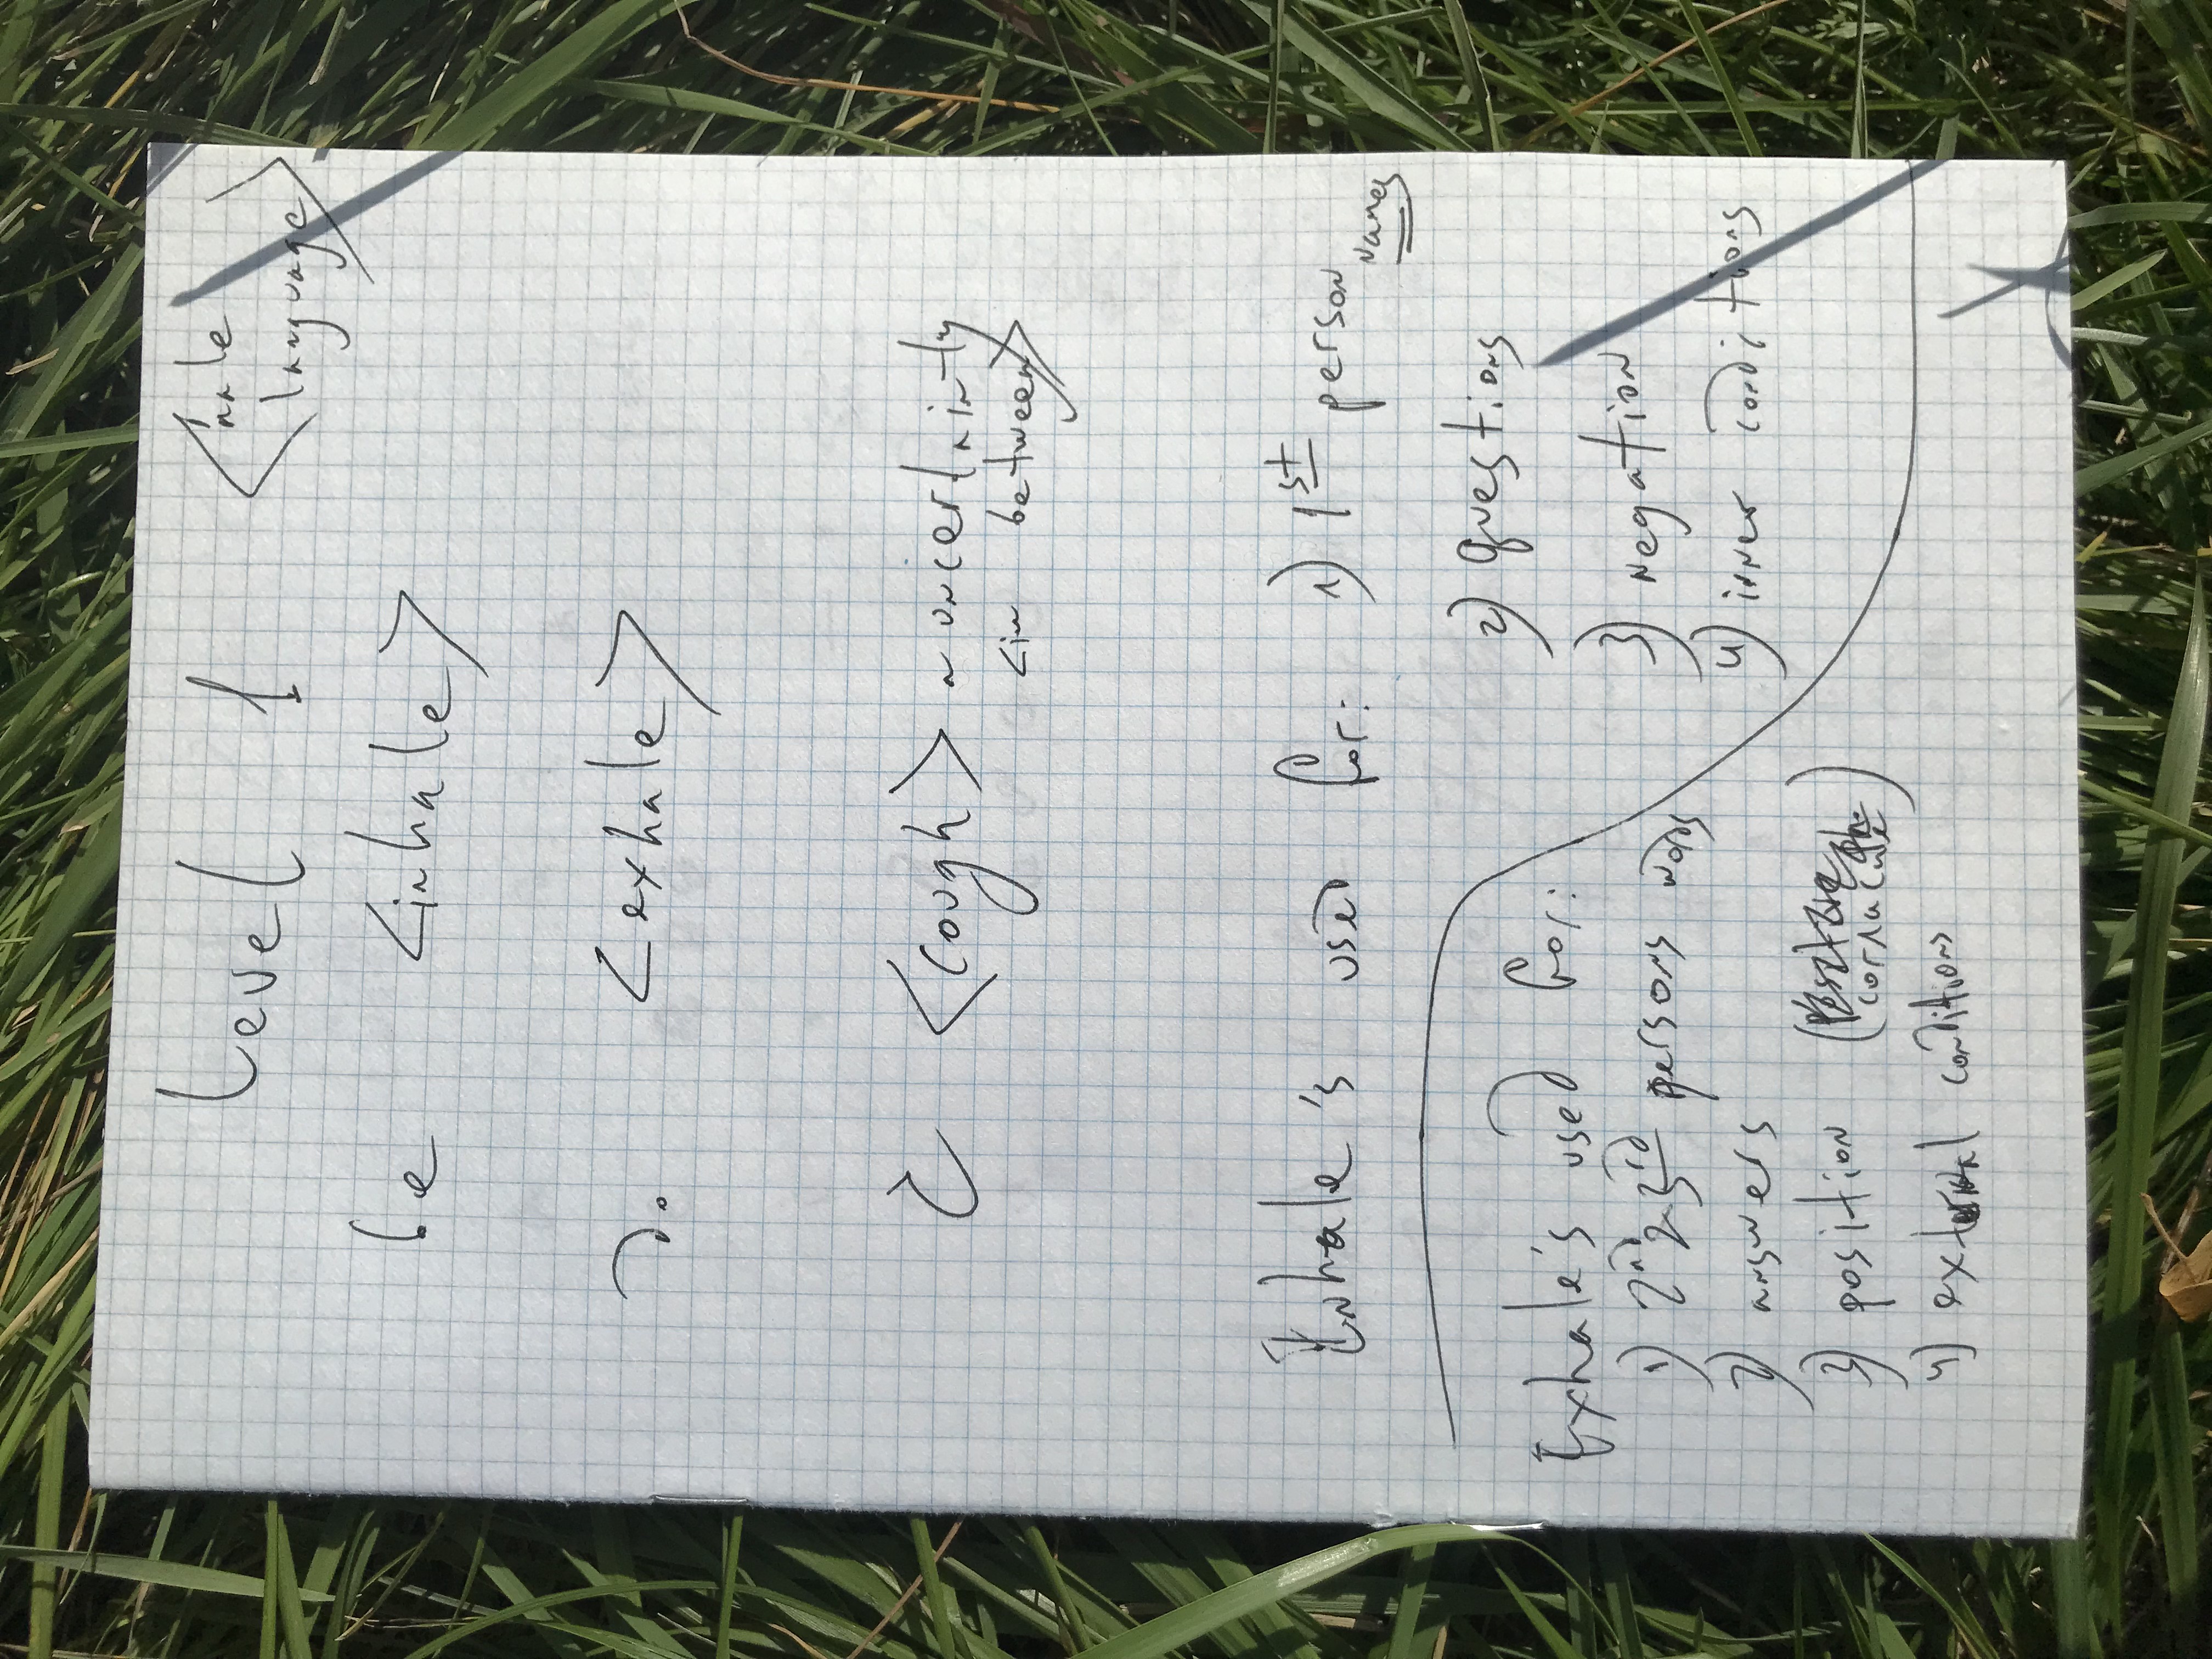 Level 1
<male
language>
be <inhale>
do <exhale>
<cough> ~ uncertainty
<in between>
Inhale's used for: 1) 1st person
names
2) questions
3) negation
4) inner conditions
Exhale's used for:
1) 2nd 3rd persons words
2) answers
3) position
4) external conditions